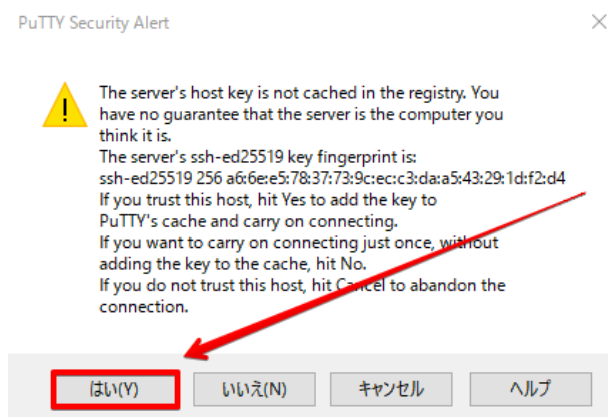 PuTTY Security Alert
The server's host key is not cached in the registry. You
have no guarantee that the server is the computer you
think it is.
The server's ssh-ed25519 key fingerprint is:
ssh-ed25519 256 a6:6e:e5:78:37:73:9c:ec:c3:da:a5:43:29:1d:f2:d4
If you trust this host, hit Yes to add the key to
PuTTY's cache and carry on connecting.
If you want to carry on connecting just once, without
adding the key to the cache, hit No.
If you do not trust this host, hit Cancel to abandon the
connection.
はい(Y) いいえ(N) キャンセル ヘルプ